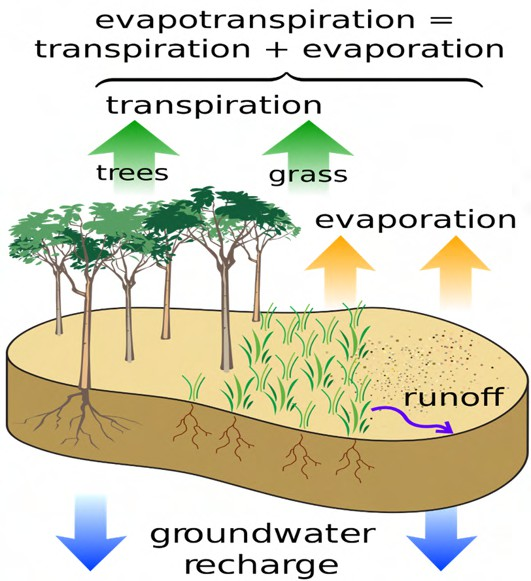 evapotranspiration =
transpiration + evaporation
transpiration
trees
grass
evaporation
runoff
groundwater
recharge